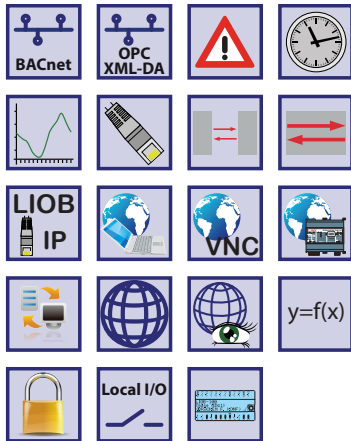 BACnet
OPC
XML-DA
LIOB
IP
VNC
y=f(x)
Local I/O